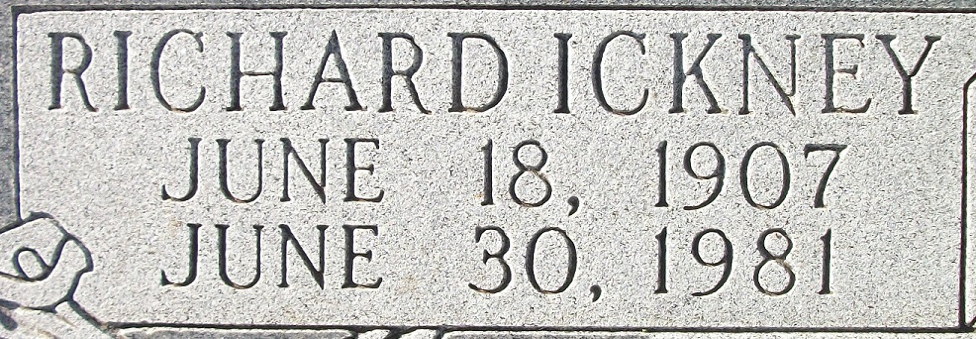 RICHARD ICKNEY
JUNE 18, 1907
JUNE 30, 1981